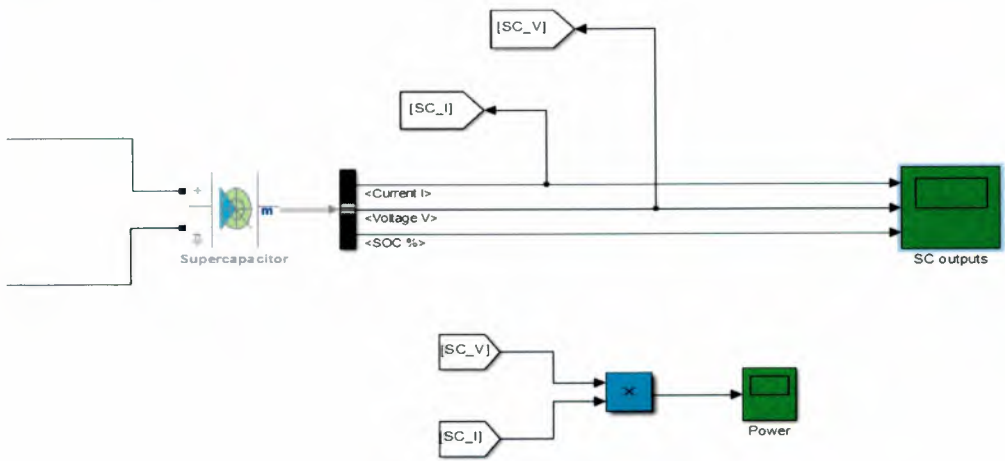 [SC_V]
[SC_I]
<Current I>
+
m
<Voltage V>
<SOC %>
Supercapacitor
SC outputs
[SC_V]
×
[SC_I]
Power